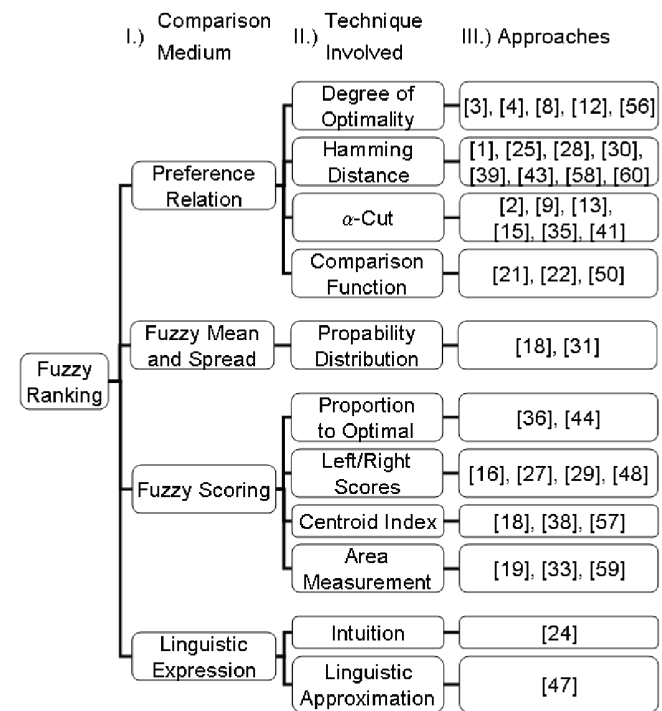 I.) Comparison Medium
II.) Technique Involved
III.) Approaches
Fuzzy
Ranking
Preference
Relation
Degree of
Optimality
[3], [4], [8], [12], [56]
Hamming
Distance
[1], [25], [28], [30],
[39], [43], [58], [60]
α-Cut
[2], [9], [13],
[15], [35], [41]
Comparison
Function
[21], [22], [50]
Fuzzy Mean
and Spread
Propability
Distribution
[18], [31]
Fuzzy Scoring
Proportion
to Optimal
[36], [44]
Left/Right
Scores
[16], [27], [29], [48]
Centroid Index
[18], [38], [57]
Area
Measurement
[19], [33], [59]
Linguistic
Expression
Intuition
[24]
Linguistic
Approximation
[47]